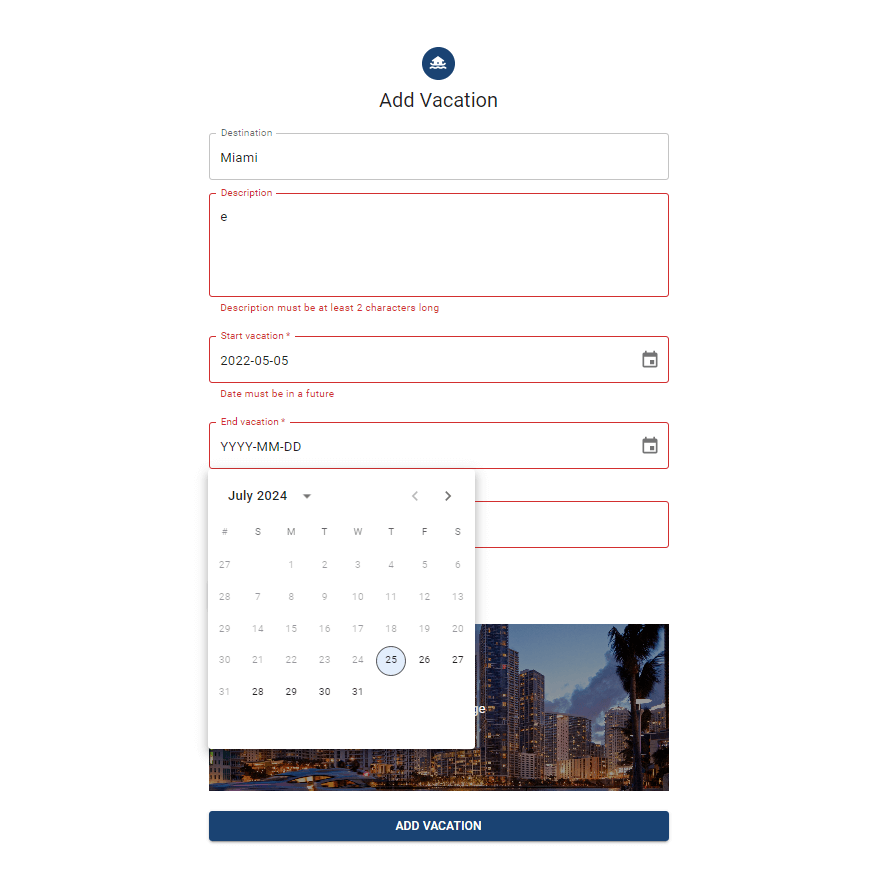 Add Vacation
Destination
Miami
Description
e
Description must be at least 2 characters long
Start vacation *
2022-05-05
Date must be in a future
End vacation *
YYYY-MM-DD
July 2024
# S M T W T F S
27 1 2 3 4 5 6
28 7 8 9 10 11 12 13
29 14 15 16 17 18 19 20
30 21 22 23 24 25 26 27
31 28 29 30 31
ADD VACATION